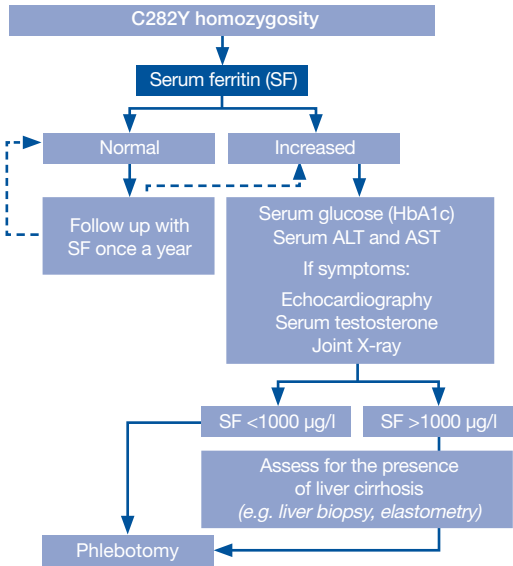 C282Y homozygosity
Serum ferritin (SF)
Normal
Increased
Follow up with
SF once a year
Serum glucose (HbA1c)
Serum ALT and AST
If symptoms:
Echocardiography
Serum testosterone
Joint X-ray
SF <1000 µg/l
SF >1000 µg/l
Assess for the presence
of liver cirrhosis
(e.g. liver biopsy, elastometry)
Phlebotomy